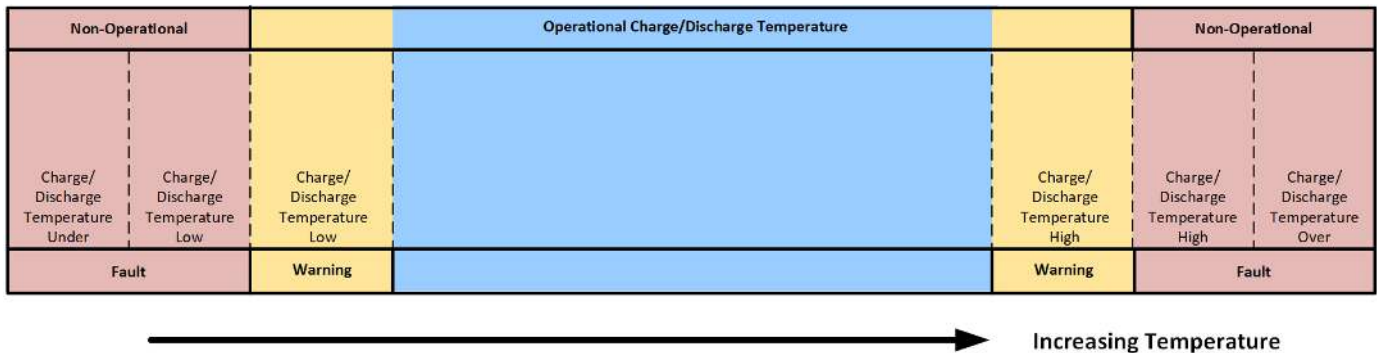 Non-Operational
Operational Charge/Discharge Temperature
Non-Operational
Charge/
Discharge
Temperature
Under
Charge/
Discharge
Temperature
Low
Charge/
Discharge
Temperature
Low
Charge/
Discharge
Temperature
High
Charge/
Discharge
Temperature
High
Charge/
Discharge
Temperature
Over
Fault
Warning
Warning
Fault
Increasing Temperature